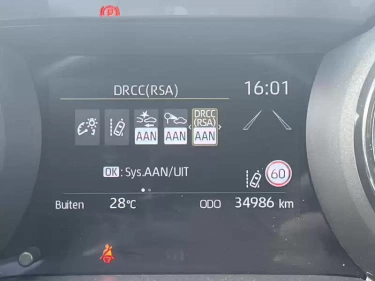 DRCC(RSA) 16:01
DRCC
(RSA)
AAN AAN AAN
OK : Sys.AAN/UIT
60
Buiten 28°C ODO 34986 km